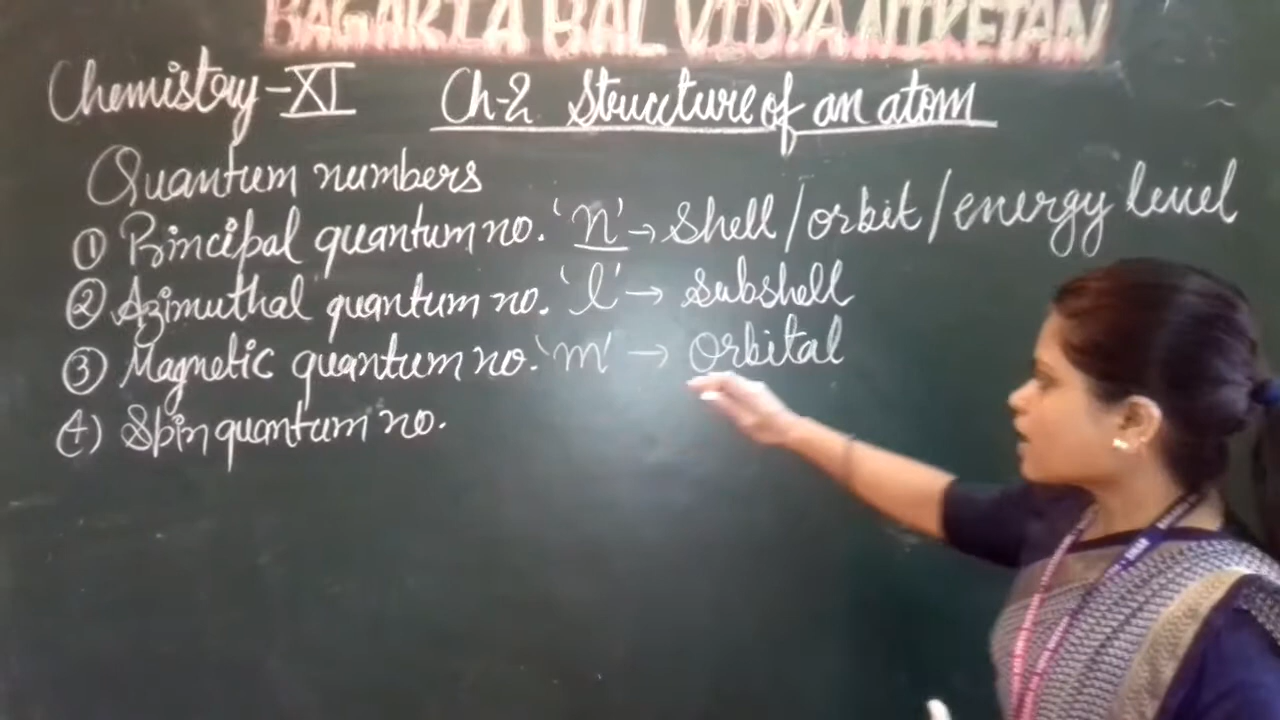 BAGARIA BAL VIDYA NIKETAN
Chemistry-XI Ch-2 Structure of an atom
Quantum numbers
① Principal quantum no. 'n' → Shell/orbit/energy level
② Azimuthal quantum no. 'l' → subshell
③ Magnetic quantum no. 'm' → orbital
④ Spin quantum no.